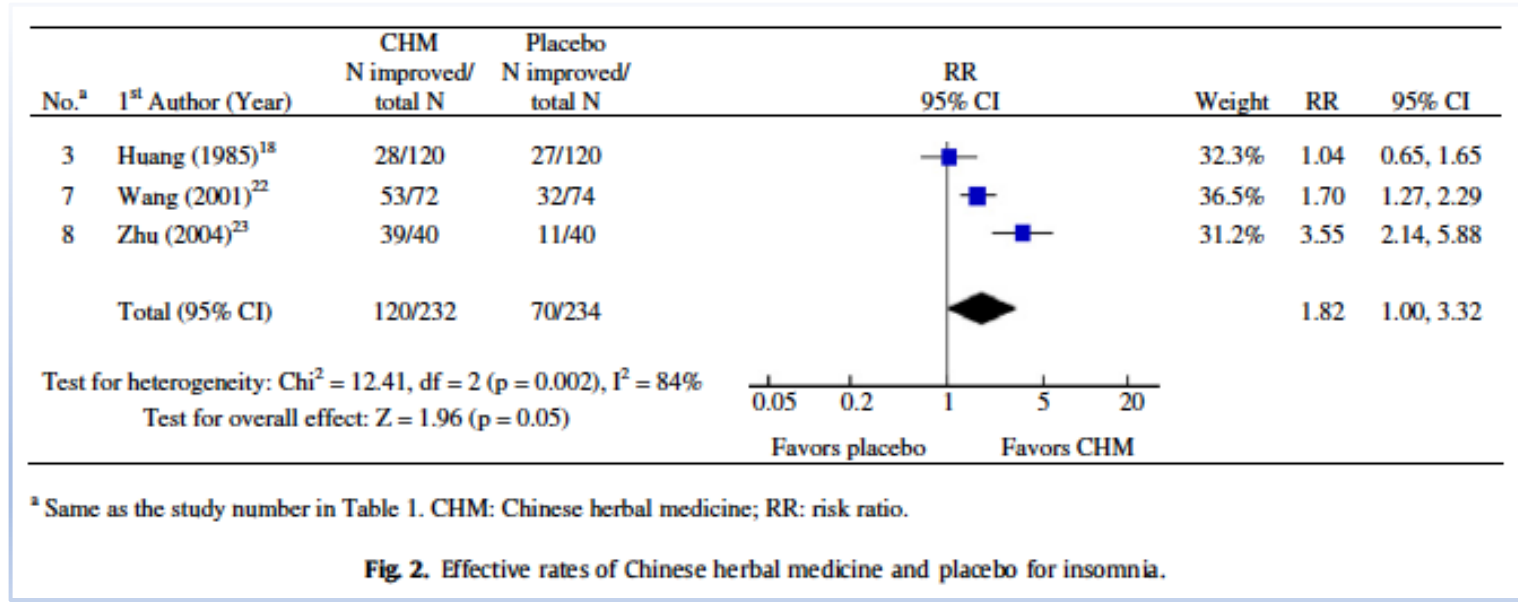 CHM Placebo
N improved/ N improved/ RR
No.ª 1st Author (Year) total N total N 95% CI Weight RR 95% CI
3 Huang (1985)18 28/120 27/120 32.3% 1.04 0.65, 1.65
7 Wang (2001)22 53/72 32/74 36.5% 1.70 1.27, 2.29
8 Zhu (2004)23 39/40 11/40 31.2% 3.55 2.14, 5.88
Total (95% CI) 120/232 70/234 1.82 1.00, 3.32
Test for heterogeneity: Chi² = 12.41, df = 2 (p = 0.002), I² = 84%
0.05 0.2 1 5 20
Test for overall effect: Z = 1.96 (p = 0.05)
Favors placebo Favors CHM
ª Same as the study number in Table 1. CHM: Chinese herbal medicine; RR: risk ratio.
Fig. 2. Effective rates of Chinese herbal medicine and placebo for insomnia.